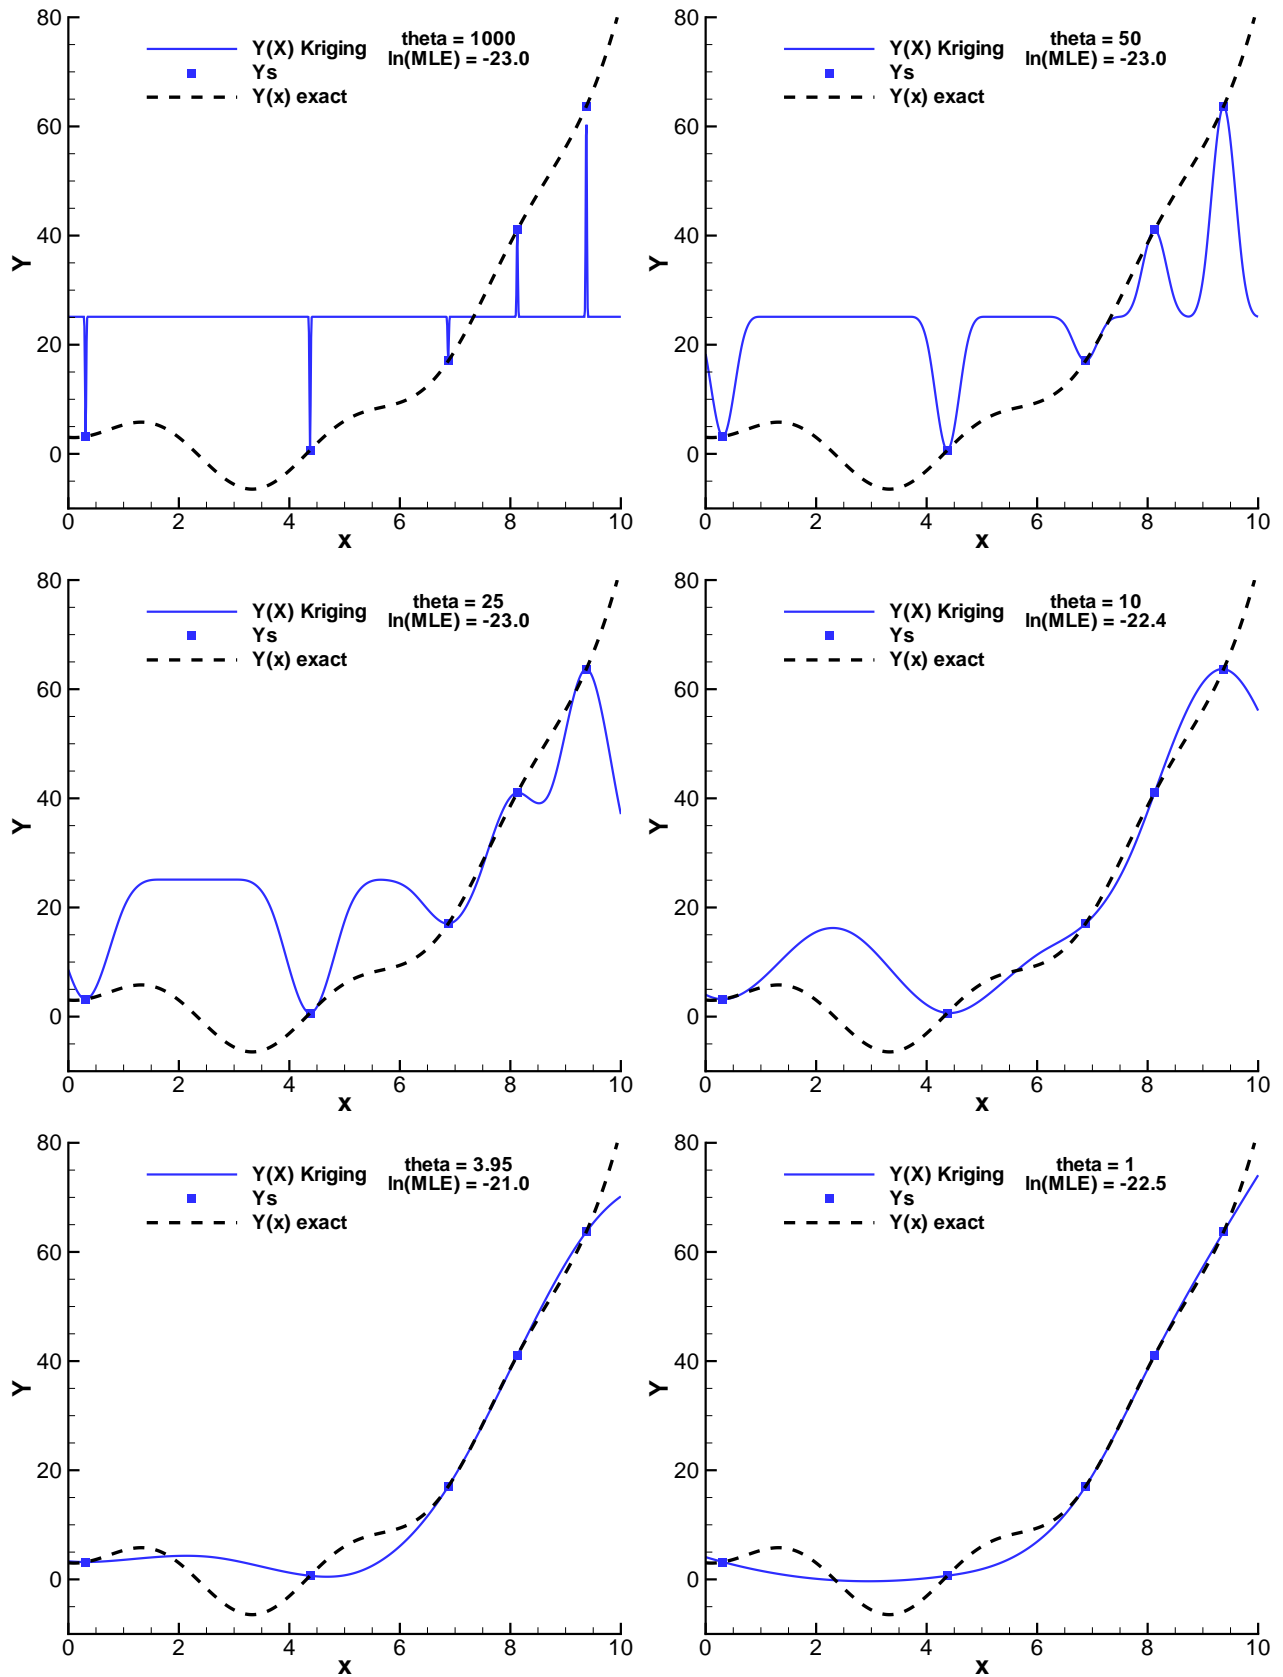 80
60
40
20
0
Y
Y(X) Kriging
Ys
Y(x) exact
theta = 1000
ln(MLE) = -23.0
0 2 4 6 8 10
X
80
60
40
20
0
Y
Y(X) Kriging
Ys
Y(x) exact
theta = 50
ln(MLE) = -23.0
0 2 4 6 8 10
X
80
60
40
20
0
Y
Y(X) Kriging
Ys
Y(x) exact
theta = 25
ln(MLE) = -23.0
0 2 4 6 8 10
X
80
60
40
20
0
Y
Y(X) Kriging
Ys
Y(x) exact
theta = 10
ln(MLE) = -22.4
0 2 4 6 8 10
X
80
60
40
20
0
Y
Y(X) Kriging
Ys
Y(x) exact
theta = 3.95
ln(MLE) = -21.0
0 2 4 6 8 10
X
80
60
40
20
0
Y
Y(X) Kriging
Ys
Y(x) exact
theta = 1
ln(MLE) = -22.5
0 2 4 6 8 10
X